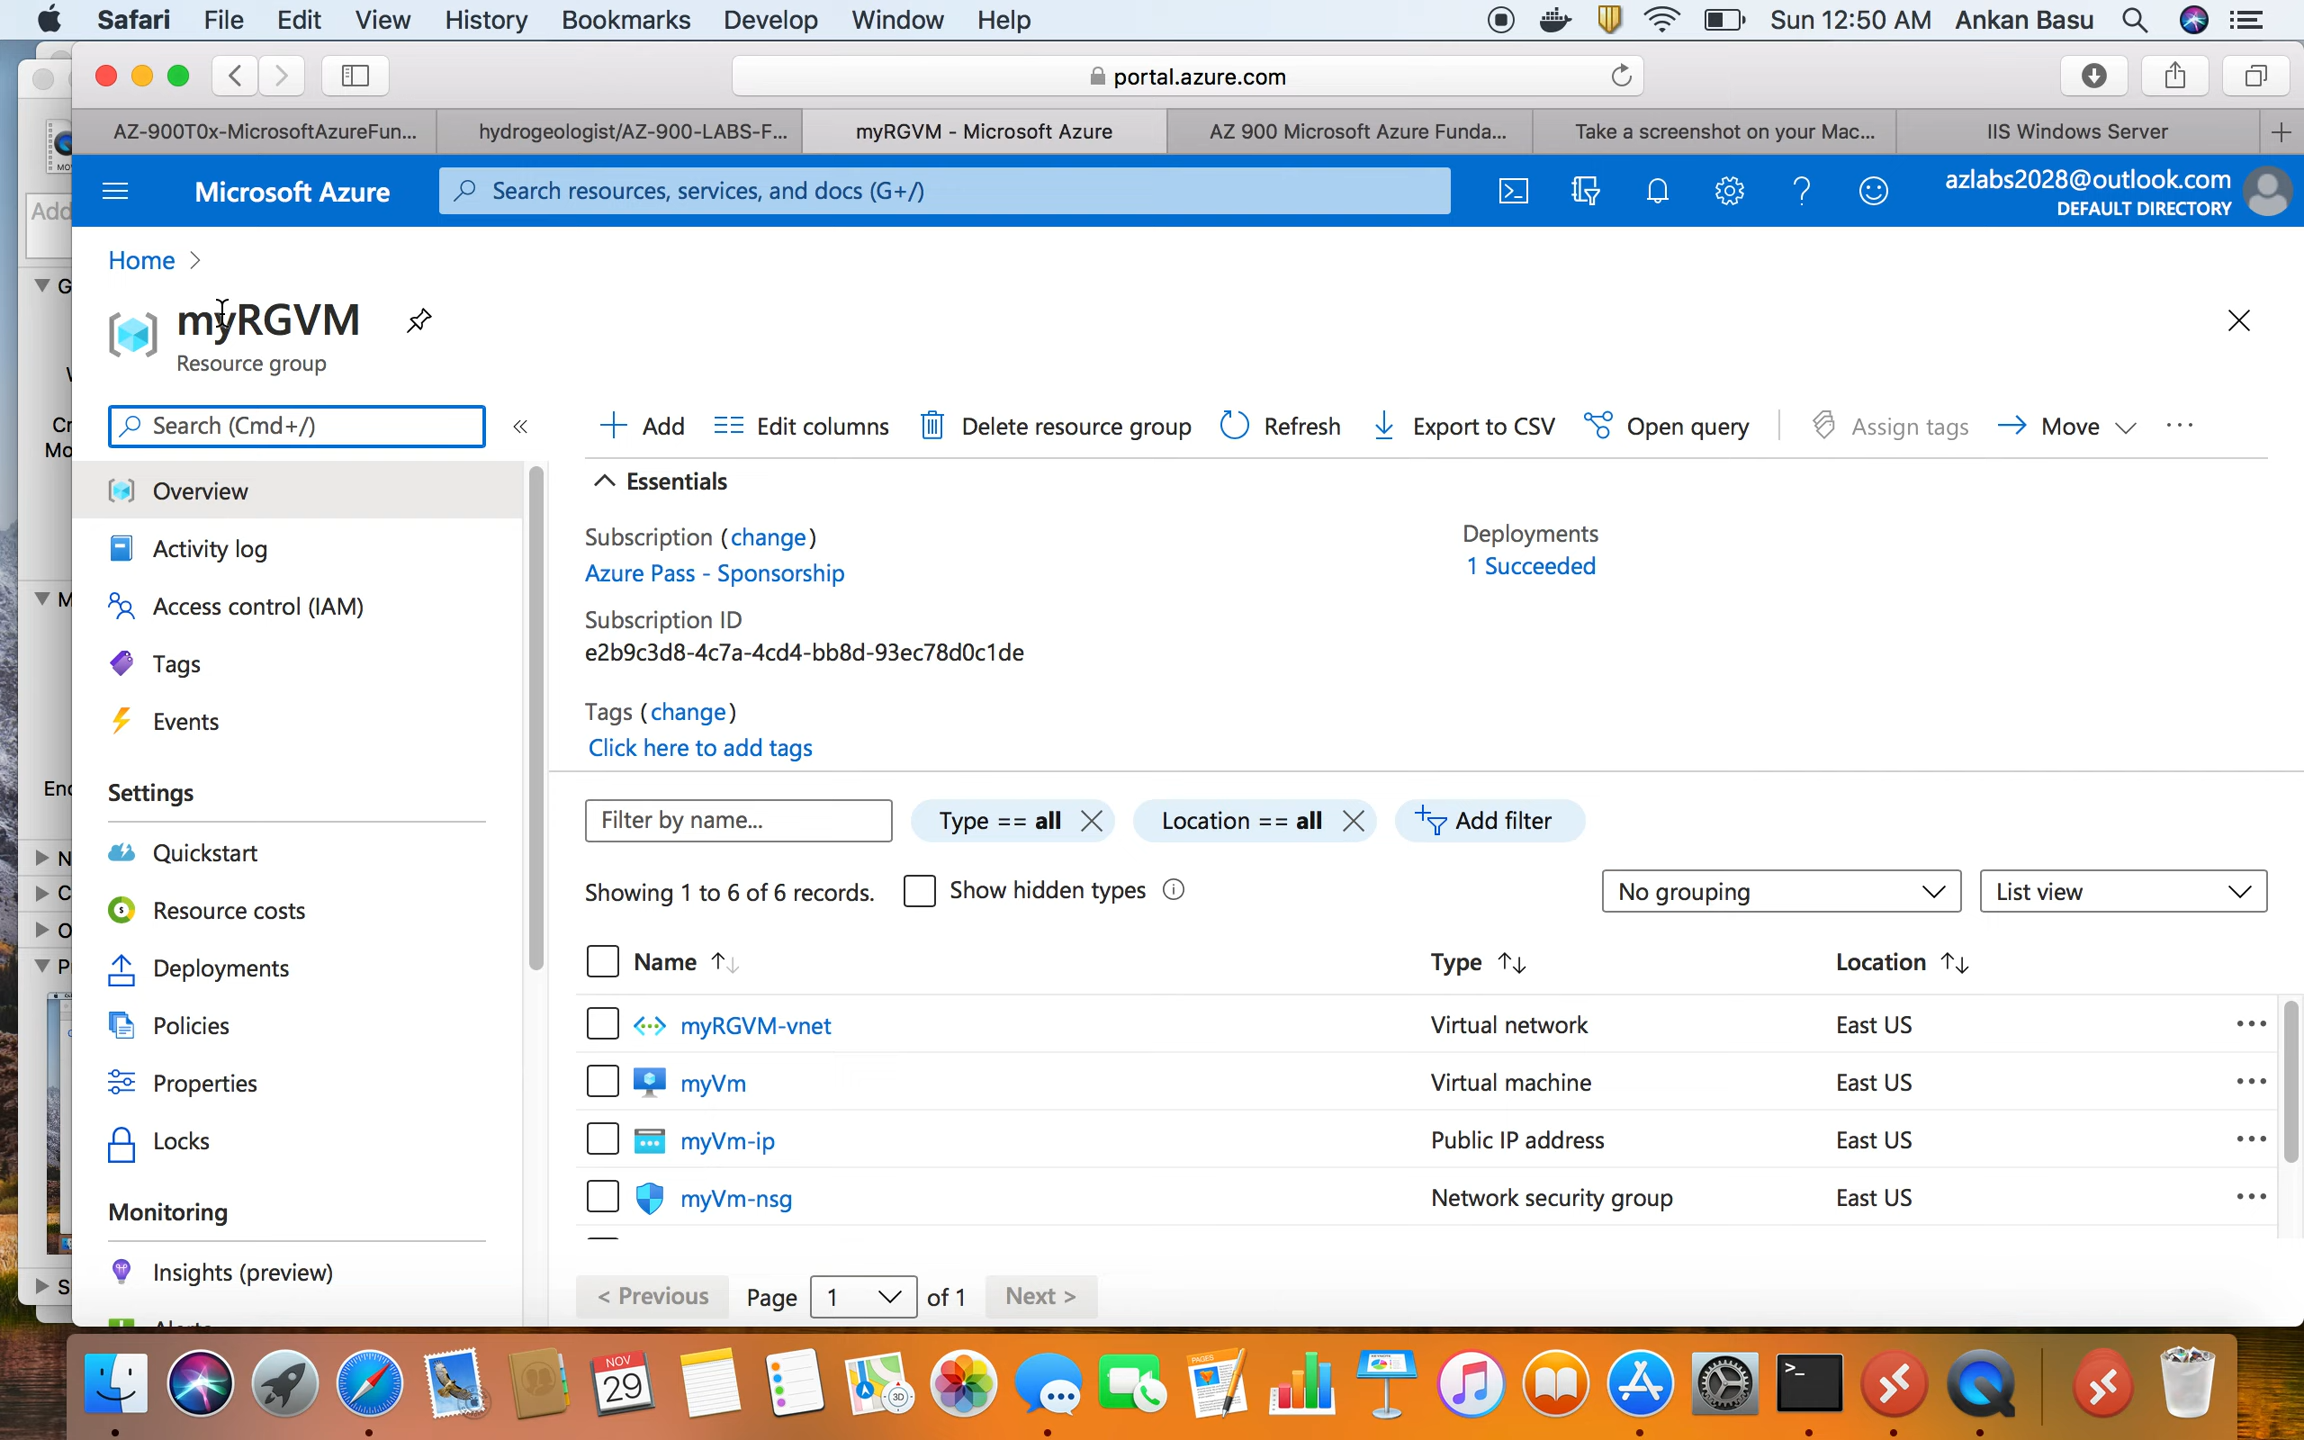 Safari File Edit View History Bookmarks Develop Window Help Sun 12:50 AM Ankan Basu
portal.azure.com
AZ-900T0x-MicrosoftAzureFun... hydrogeologist/AZ-900-LABS-F... myRGVM - Microsoft Azure AZ 900 Microsoft Azure Funda... Take a screenshot on your Mac... IIS Windows Server
Microsoft Azure Search resources, services, and docs (G+/) azlabs2028@outlook.com
DEFAULT DIRECTORY
Home >
myRGVM
Resource group
Search (Cmd+/) « Add Edit columns Delete resource group Refresh Export to CSV Open query Assign tags Move ...
Overview
Activity log
Access control (IAM)
Tags
Events
Settings
Quickstart
Resource costs
Deployments
Policies
Properties
Locks
Monitoring
Insights (preview)
Essentials
Subscription (change)
Azure Pass - Sponsorship
Deployments
1 Succeeded
Subscription ID
e2b9c3d8-4c7a-4cd4-bb8d-93ec78d0c1de
Tags (change)
Click here to add tags
Filter by name... Type == all Location == all Add filter
Showing 1 to 6 of 6 records. Show hidden types No grouping List view
Name Type Location
myRGVM-vnet Virtual network East US ...
myVm Virtual machine East US ...
myVm-ip Public IP address East US ...
myVm-nsg Network security group East US ...
< Previous Page 1 of 1 Next >
Add
Cr
Mo
Enc
NOV
29
3D
PAGES